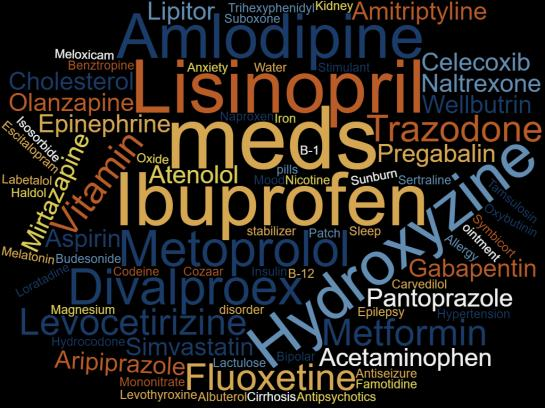 Lipitor
Trihexyphenidyl
Kidney
Suboxone
Amitriptyline
Amlodipine
Meloxicam
Benztropine
Anxiety
Water
Stimulant
Celecoxib
Cholesterol
Lisinopril
Naltrexone
Olanzapine
Wellbutrin
Isosorbide
Epinephrine
Naproxen
Iron
Trazodone
Escitalopram
meds
B-1
Mirtazapine
Vitamin
Oxide
Pregabalin
Atenolol
pills
Labetalol
Haldol
Mood
Nicotine
Sunburn
Sertraline
Ibuprofen
Hydroxyzine
Tamsulosin
Oxybutinin
Melatonin
Aspirin
stabilizer
Patch
Sleep
Symbicort
ointment
Allergy
Loratadine
Budesonide
Metoprolol
Codeine
Cozaar
Insulin
B-12
Gabapentin
Divalproex
Carvedilol
Pantoprazole
Magnesium
disorder
Epilepsy
Hypertension
Levocetirizine
Metformin
Hydrocodone
Simvastatin
Bipolar
Acetaminophen
Aripiprazole
Lactulose
Mononitrate
Fluoxetine
Antiseizure
Famotidine
Levothyroxine
Albuterol
Cirrhosis
Antipsychotics